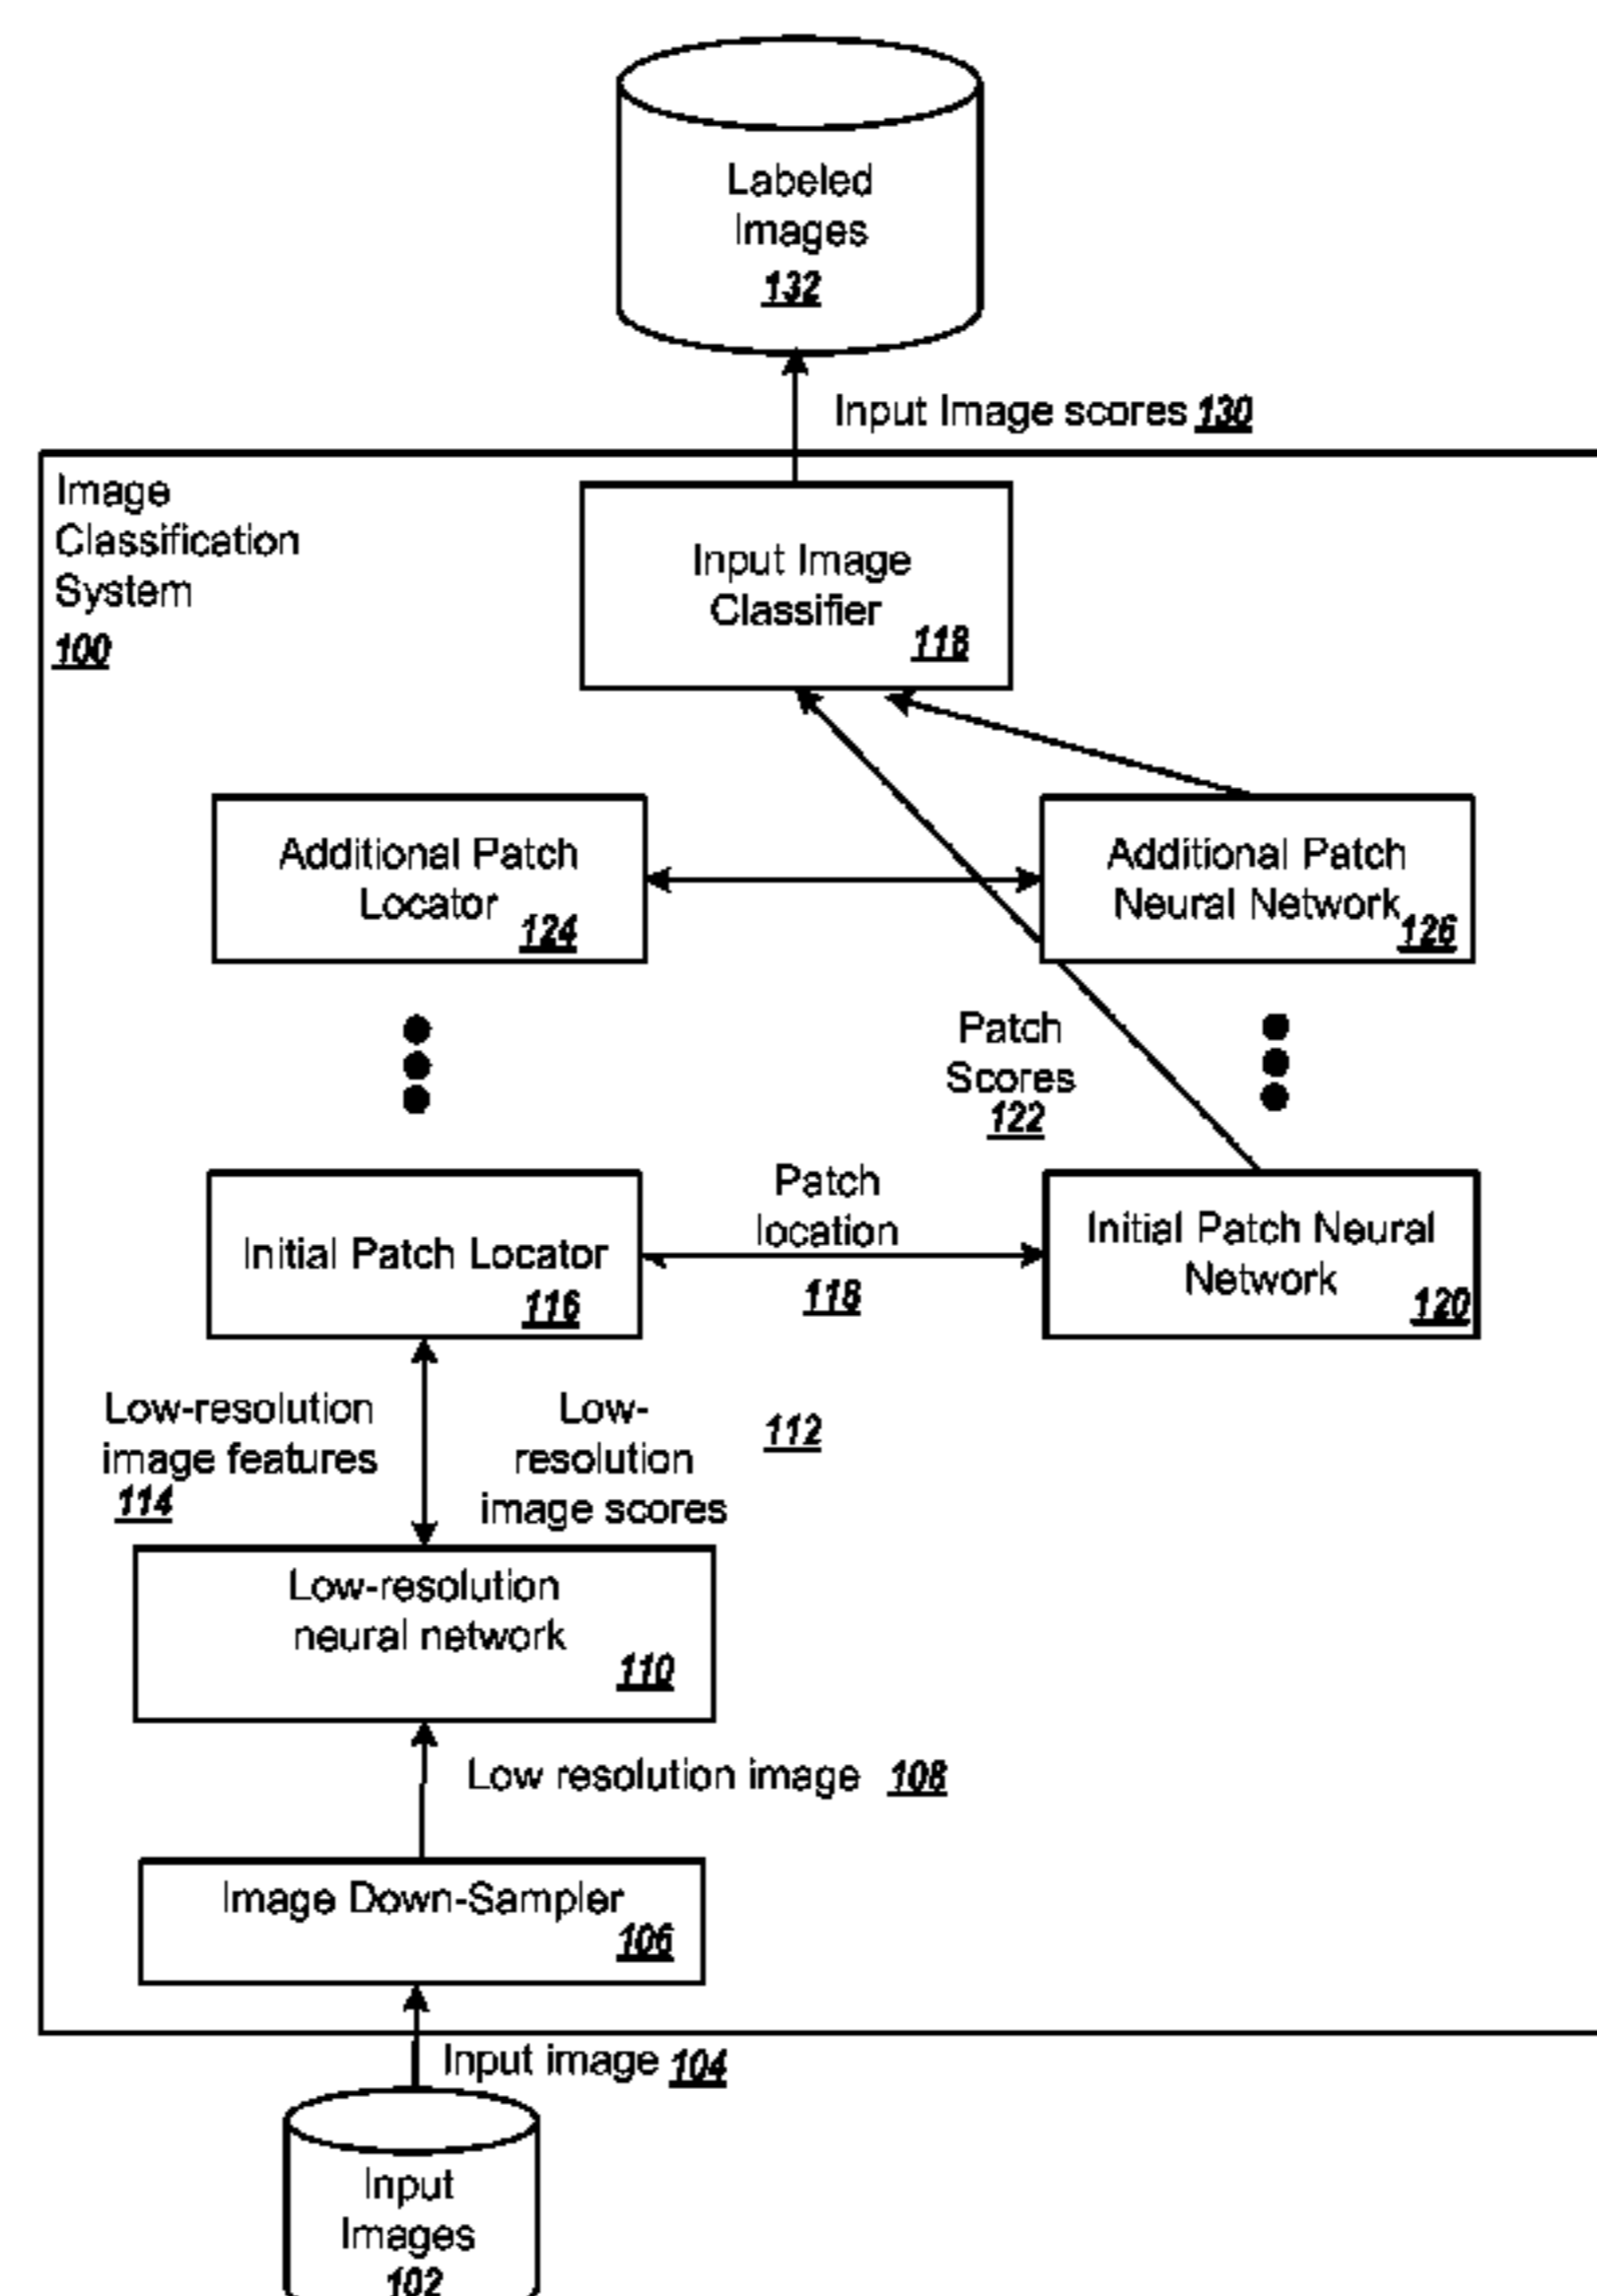 Labeled
Images
132
Input Image scores 130
Image
Classification
System
100
Input Image
Classifier
118
Additional Patch
Locator
124
Additional Patch
Neural Network
126
Patch
Scores
122
Initial Patch Locator
116
Patch
location
118
Initial Patch Neural
Network
120
Low-resolution
image features
114
Low-
resolution
image scores
112
Low-resolution
neural network
110
Low resolution image 108
Image Down-Sampler
106
Input image 104
Input
Images
102